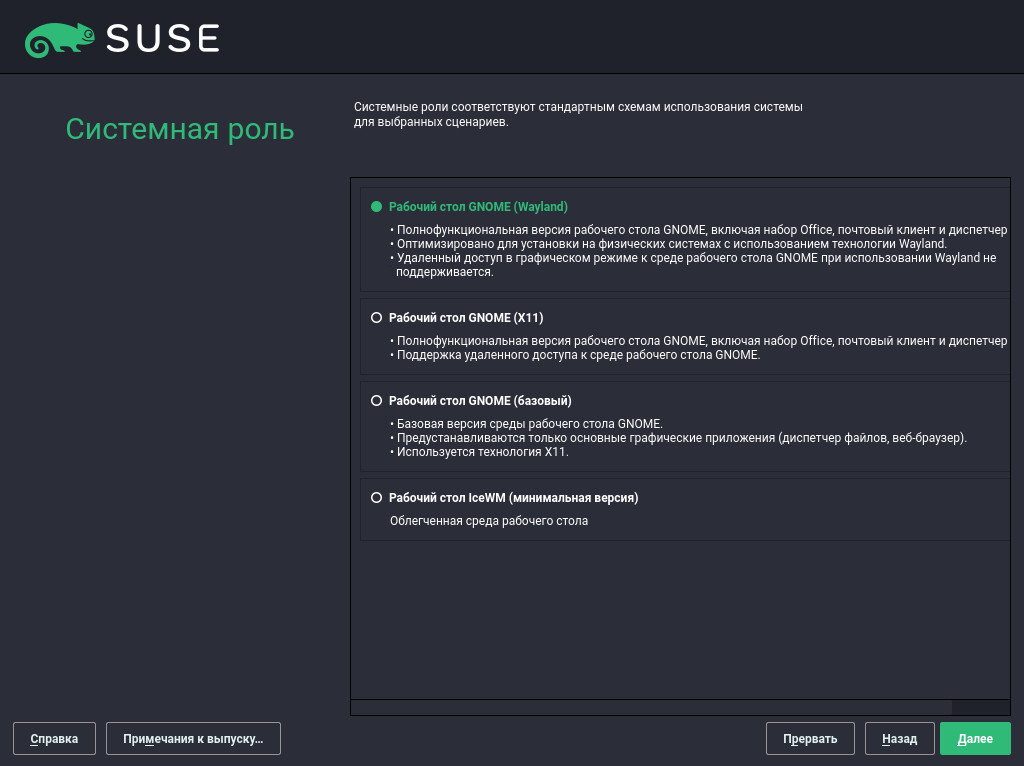 SUSE
Системная роль
Системные роли соответствуют стандартным схемам использования системы
для выбранных сценариев.
Рабочий стол GNOME (Wayland)
• Полнофункциональная версия рабочего стола GNOME, включая набор Office, почтовый клиент и диспетчер
• Оптимизировано для установки на физических системах с использованием технологии Wayland.
• Удаленный доступ в графическом режиме к среде рабочего стола GNOME при использовании Wayland не
поддерживается.
Рабочий стол GNOME (X11)
• Полнофункциональная версия рабочего стола GNOME, включая набор Office, почтовый клиент и диспетчер
• Поддержка удаленного доступа к среде рабочего стола GNOME.
Рабочий стол GNOME (базовый)
• Базовая версия среды рабочего стола GNOME.
• Предустанавливаются только основные графические приложения (диспетчер файлов, веб-браузер).
• Используется технология X11.
Рабочий стол IceWM (минимальная версия)
Облегченная среда рабочего стола
Справка
Примечания к выпуску...
Прервать
Назад
Далее